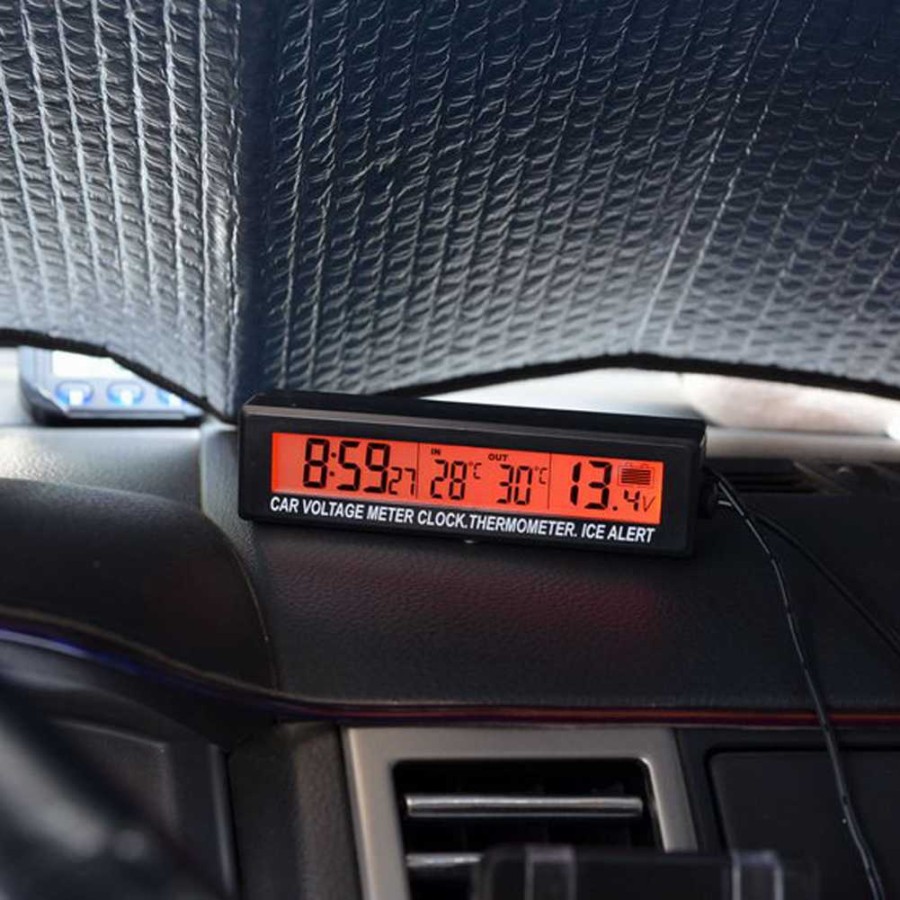 8:59 27 IN 28°C OUT 30°C 13.4V
CAR VOLTAGE METER CLOCK.THERMOMETER. ICE ALERT